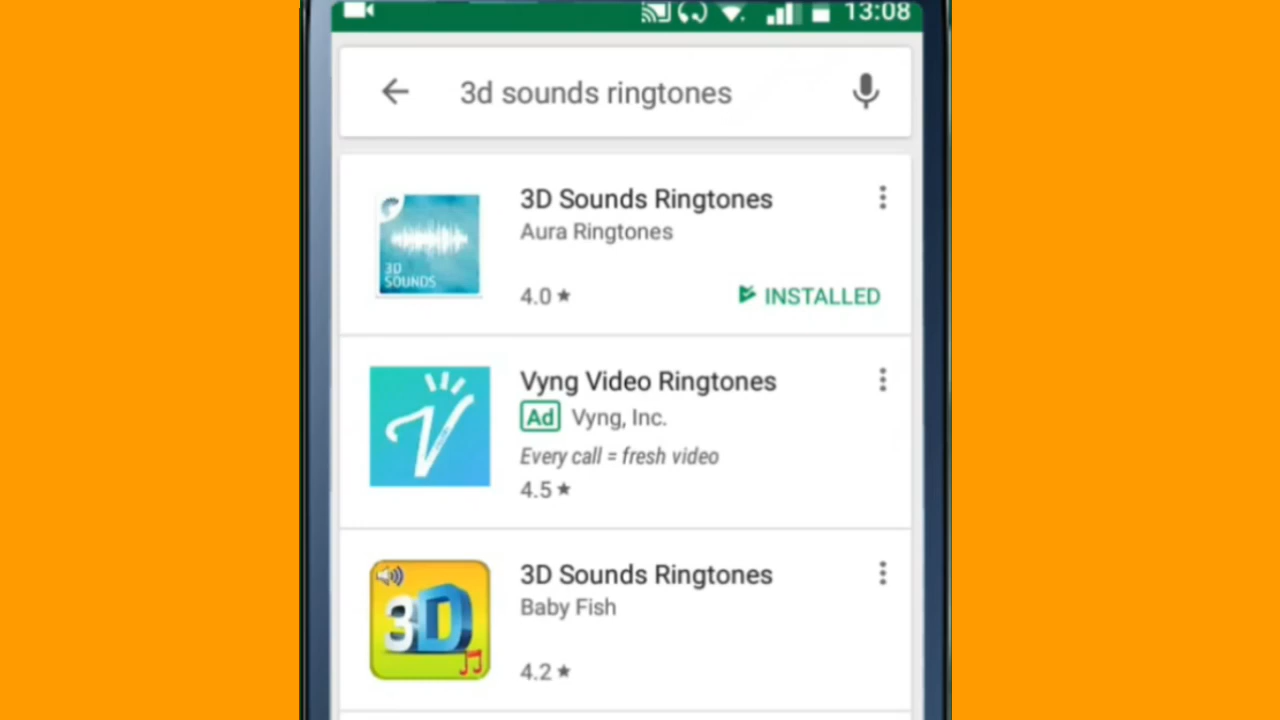 13:08
3d sounds ringtones
3D Sounds Ringtones
Aura Ringtones
3D
SOUNDS
4.0
INSTALLED
Vyng Video Ringtones
Ad Vyng, Inc.
Every call = fresh video
4.5
3D Sounds Ringtones
Baby Fish
3D
4.2